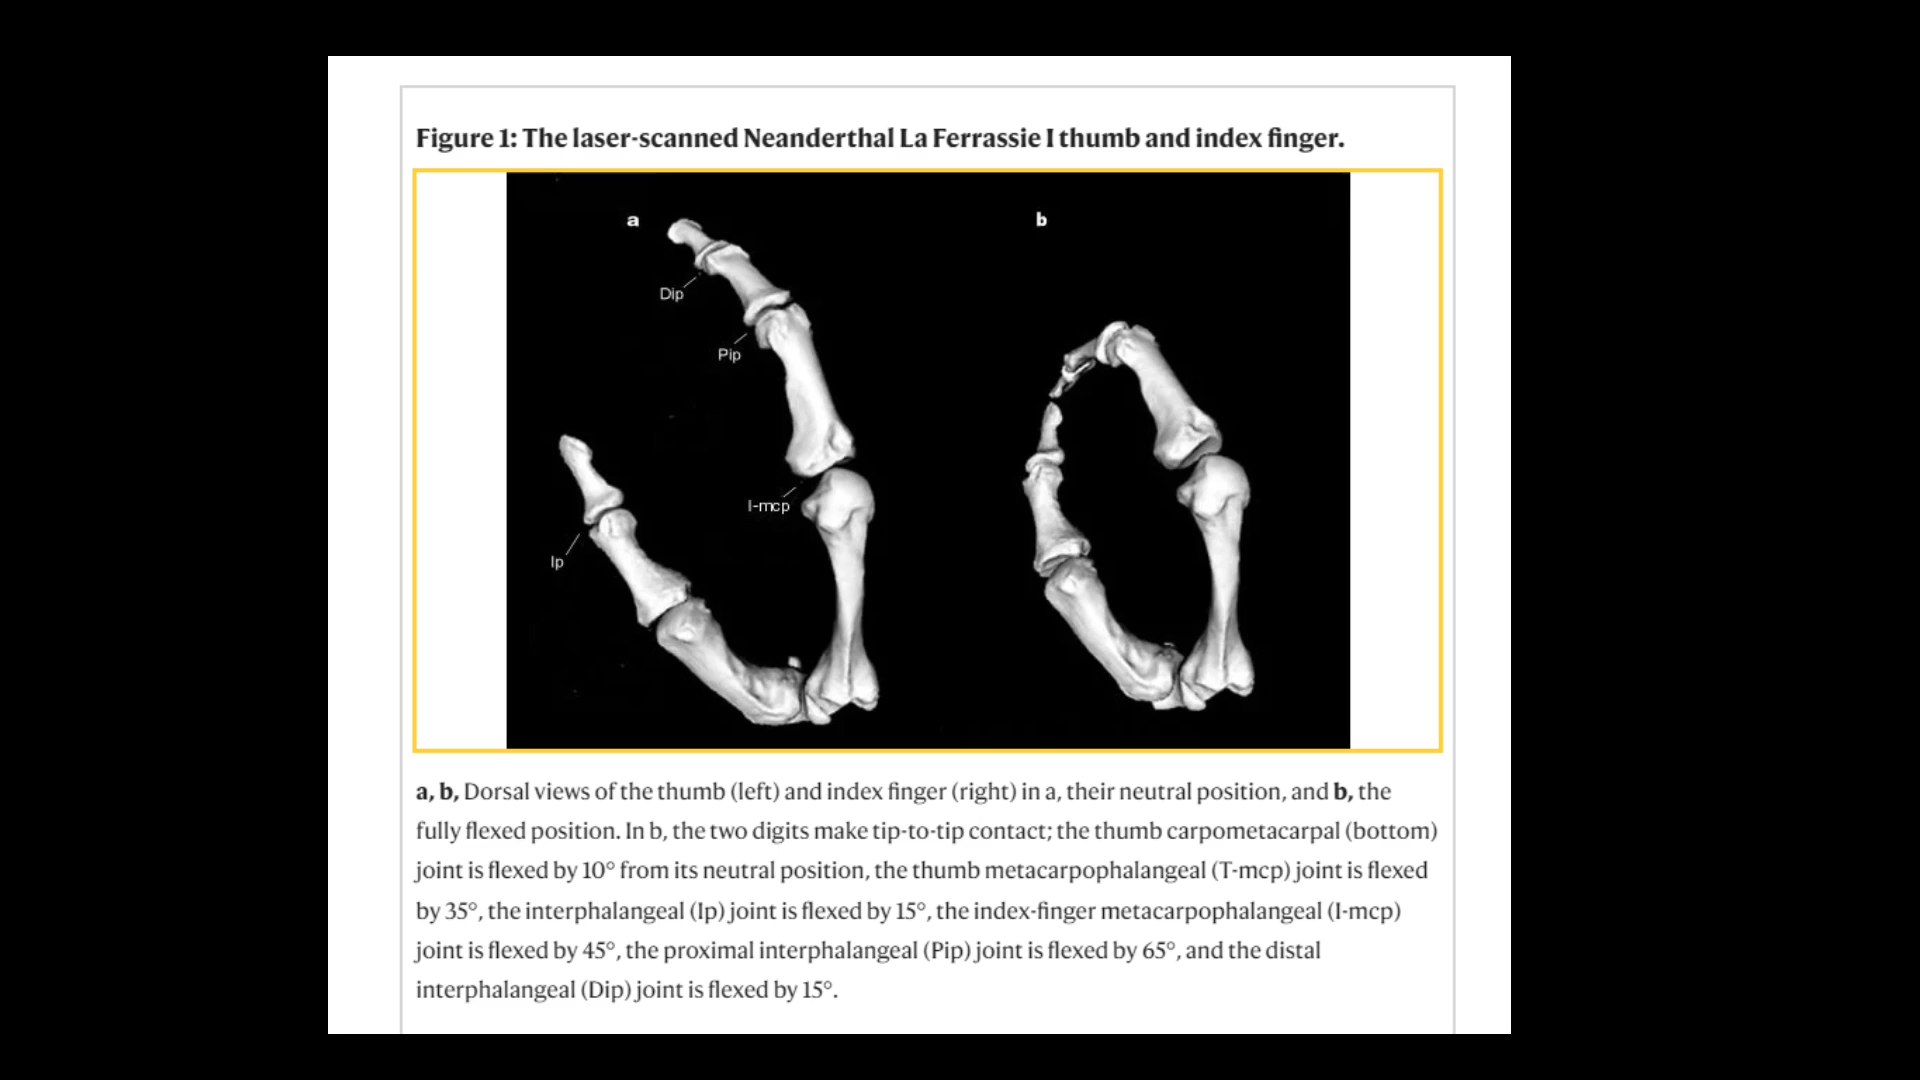 Figure 1: The laser-scanned Neanderthal La Ferrassie I thumb and index finger.
a
b
Dip
Pip
I-mcp
Ip
a, b, Dorsal views of the thumb (left) and index finger (right) in a, their neutral position, and b, the
fully flexed position. In b, the two digits make tip-to-tip contact; the thumb carpometacarpal (bottom)
joint is flexed by 10° from its neutral position, the thumb metacarpophalangeal (T-mcp) joint is flexed
by 35°, the interphalangeal (Ip) joint is flexed by 15°, the index-finger metacarpophalangeal (I-mcp)
joint is flexed by 45°, the proximal interphalangeal (Pip) joint is flexed by 65°, and the distal
interphalangeal (Dip) joint is flexed by 15°.